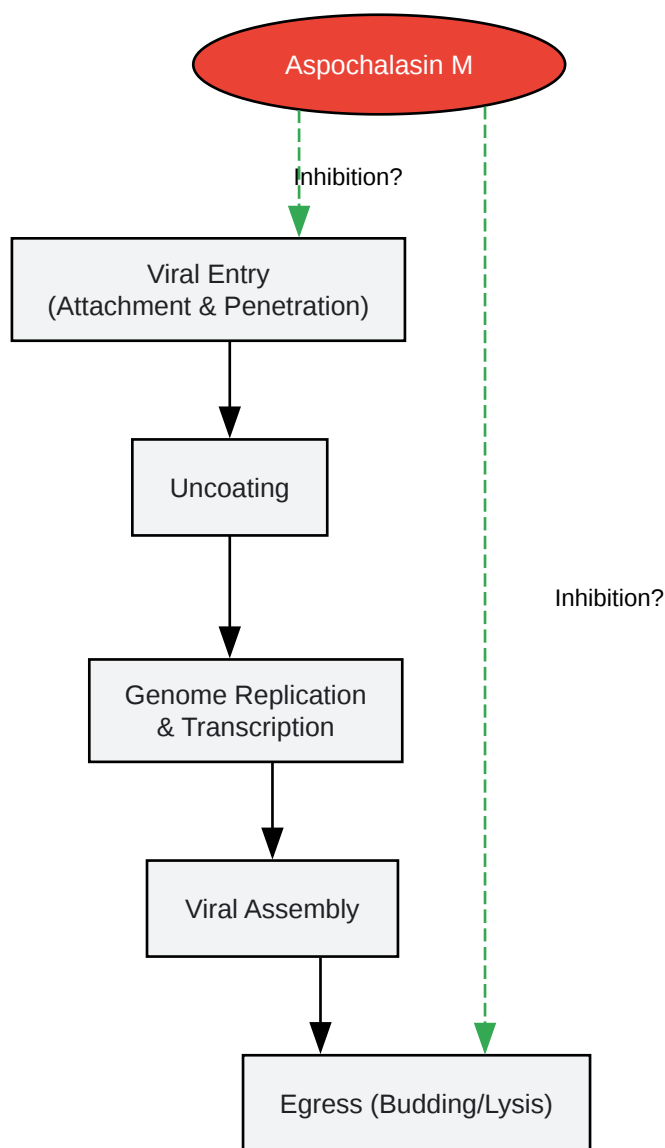 Aspochalasin M
Inhibition?
Viral Entry
(Attachment & Penetration)
Uncoating
Inhibition?
Genome Replication
& Transcription
Viral Assembly
Egress (Budding/Lysis)